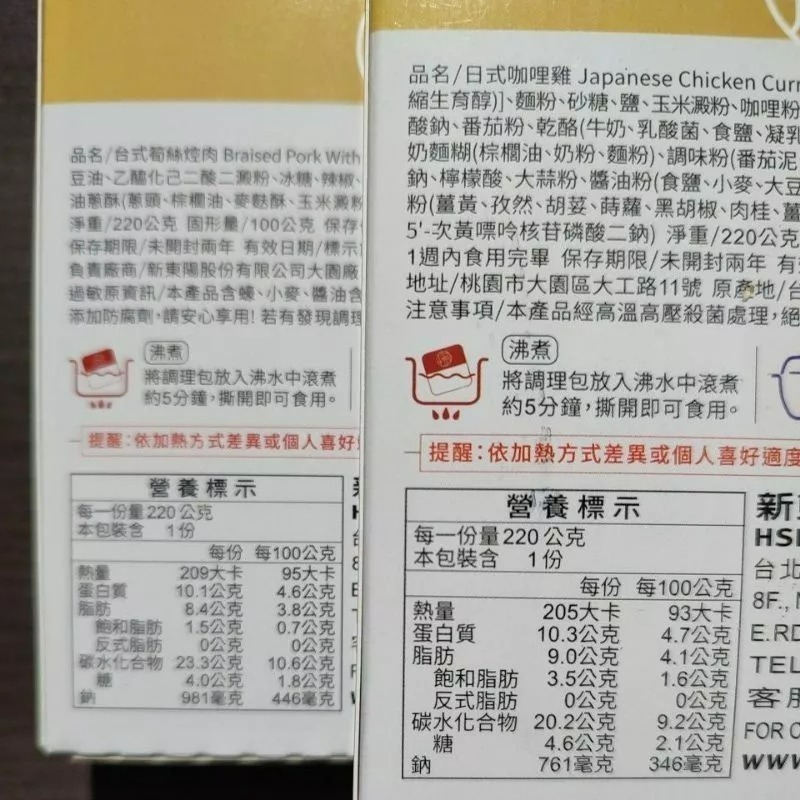 品名/台式筍絲焢肉 Braised Pork With
豆油、乙醯化己二酸二澱粉、冰糖、辣椒、
油蔥酥(蔥頭、棕櫚油、麥麩酥、玉米澱粉
淨重/220公克 固形量/100公克 保存
保存期限/未開封兩年 有效日期/標示
負責廠商/新東陽股份有限公司大園廠
過敏原資訊/本產品含蠔、小麥、醬油含
添加防腐劑,請安心享用! 若有發現調理
沸煮
將調理包放入沸水中滾煮
約5分鐘,撕開即可食用。
提醒:依加熱方式差異或個人喜好
營養標示
每一份量220公克
本包裝含 1份
每份 每100公克
熱量 209大卡 95大卡
蛋白質 10.1公克 4.6公克
脂肪 8.4公克 3.8公克
飽和脂肪 1.5公克 0.7公克
反式脂肪 0公克 0公克
碳水化合物 23.3公克 10.6公克
糖 4.0公克 1.8公克
鈉 981毫克 446毫克
品名/日式咖哩雞 Japanese Chicken Curr
縮生育醇)]、麵粉、砂糖、鹽、玉米澱粉、咖哩粉
酸鈉、番茄粉、乾酪(牛奶、乳酸菌、食鹽、凝乳
奶麵糊(棕櫚油、奶粉、麵粉)、調味粉(番茄泥
鈉、檸檬酸、大蒜粉、醬油粉(食鹽、小麥、大豆
粉(薑黃、孜然、胡荽、蒔蘿、黑胡椒、肉桂、薑
5'-次黃嘌呤核苷磷酸二鈉) 淨重/220公克
1週內食用完畢 保存期限/未開封兩年 有
地址/桃園市大園區大工路11號 原產地/台
注意事項/本產品經高溫高壓殺菌處理,絕
沸煮
將調理包放入沸水中滾煮
約5分鐘,撕開即可食用。
提醒:依加熱方式差異或個人喜好適度
營養標示
每一份量220公克
本包裝含 1份
每份 每100公克
熱量 205大卡 93大卡
蛋白質 10.3公克 4.7公克
脂肪 9.0公克 4.1公克
飽和脂肪 3.5公克 1.6公克
反式脂肪 0公克 0公克
碳水化合物 20.2公克 9.2公克
糖 4.6公克 2.1公克
鈉 761毫克 346毫克
新
HSI
台北
8F.,
E.RD
TEL
客服
FOR C
www